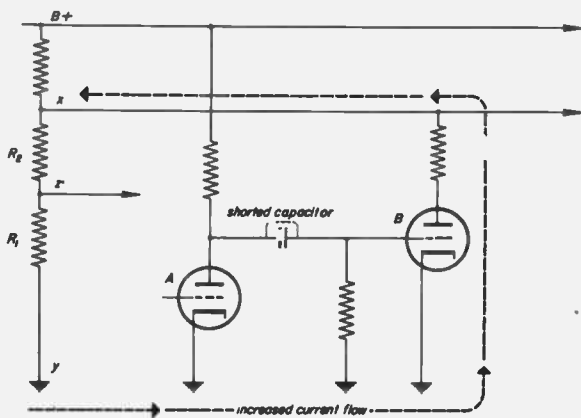 B+
x
R2
z
R1
y
shorted capacitor
A
B
increased current flow